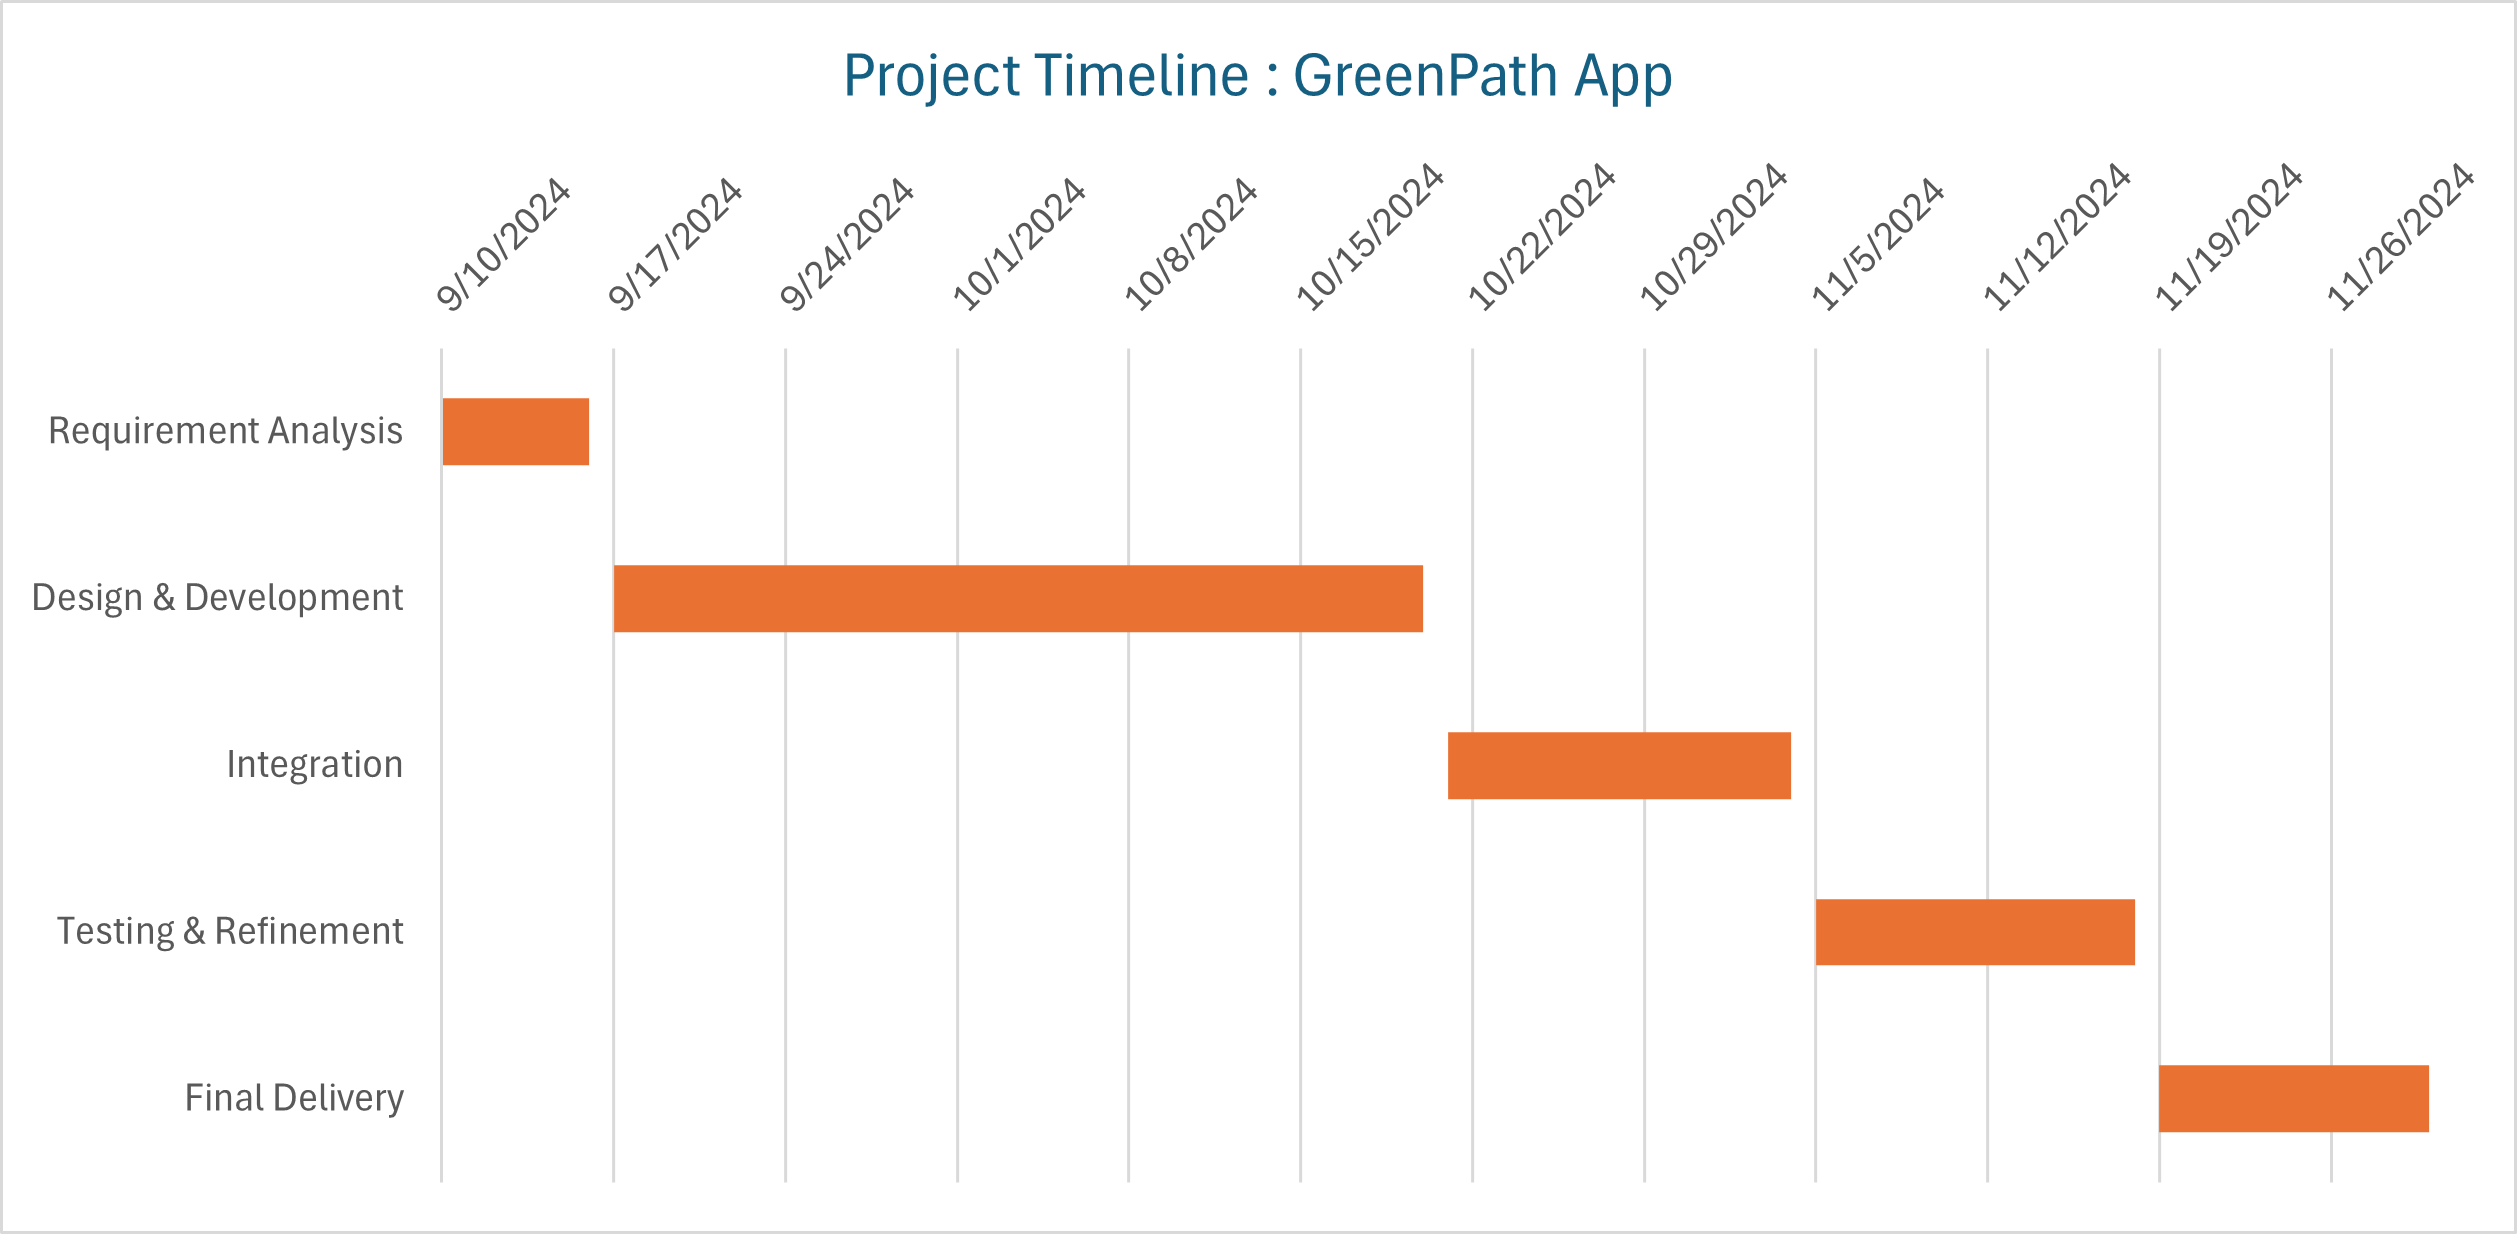 Project Timeline : GreenPath App
9/10/2024
9/17/2024
9/24/2024
10/1/2024
10/8/2024
10/15/2024
10/22/2024
10/29/2024
11/5/2024
11/12/2024
11/19/2024
11/26/2024
Requirement Analysis
Design & Development
Integration
Testing & Refinement
Final Delivery